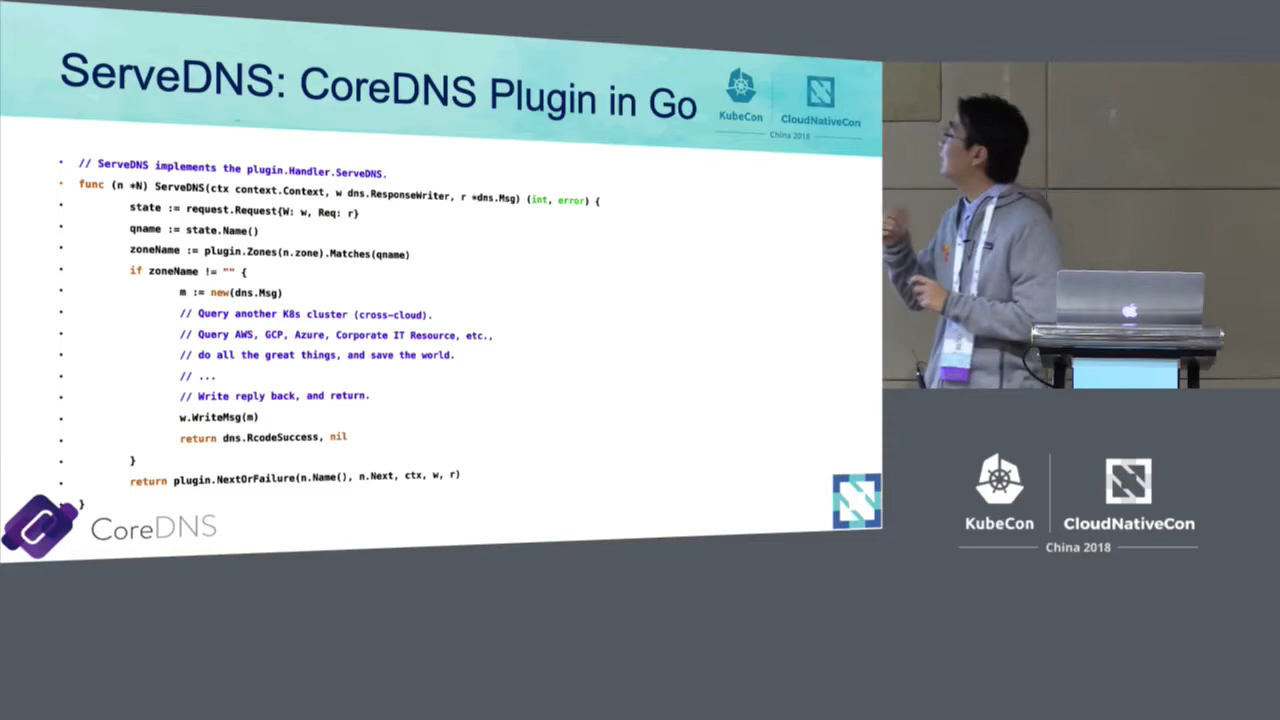 ServeDNS: CoreDNS Plugin in Go
KubeCon
CloudNativeCon
China 2018
// ServeDNS implements the plugin.Handler.ServeDNS.
func (n *N) ServeDNS(ctx context.Context, w dns.ResponseWriter, r *dns.Msg) (int, error) {
state := request.Request{W: w, Req: r}
qname := state.Name()
zoneName := plugin.Zones(n.zone).Matches(qname)
if zoneName != "" {
m := new(dns.Msg)
// Query another K8s cluster (cross-cloud).
// Query AWS, GCP, Azure, Corporate IT Resource, etc.,
// do all the great things, and save the world.
// ...
// Write reply back, and return.
w.WriteMsg(m)
return dns.RcodeSuccess, nil
}
return plugin.NextOrFailure(n.Name(), n.Next, ctx, w, r)
}
CoreDNS
KubeCon
CloudNativeCon
China 2018